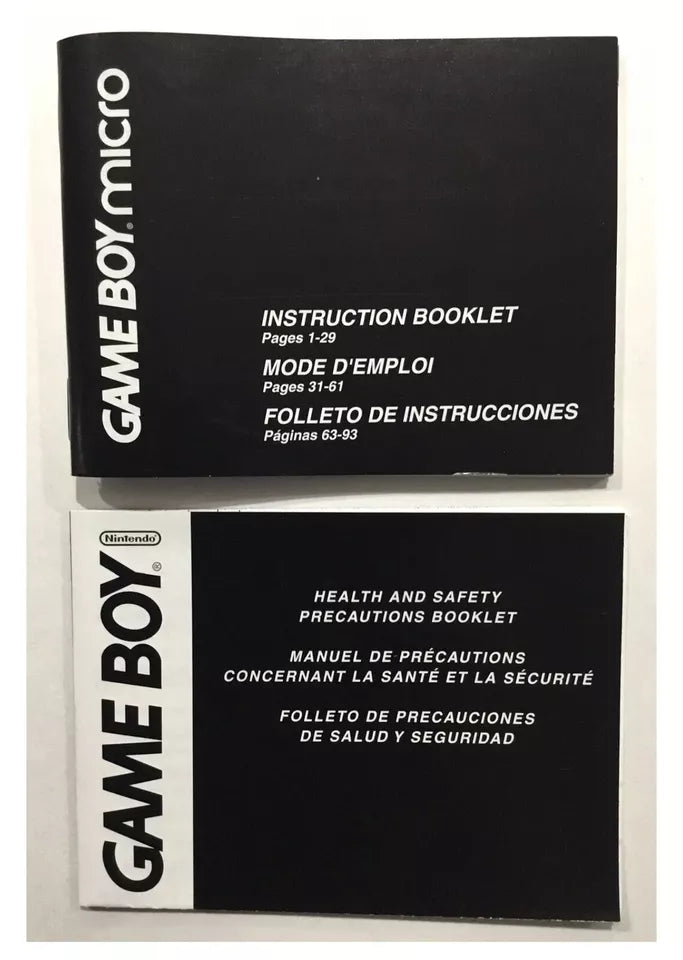 GAME BOY® micro
INSTRUCTION BOOKLET
Pages 1-29
MODE D'EMPLOI
Pages 31-61
FOLLETO DE INSTRUCCIONES
Páginas 63-93
Nintendo®
GAME BOY®
HEALTH AND SAFETY
PRECAUTIONS BOOKLET
MANUEL DE PRÉCAUTIONS
CONCERNANT LA SANTÉ ET LA SÉCURITÉ
FOLLETO DE PRECAUCIONES
DE SALUD Y SEGURIDAD